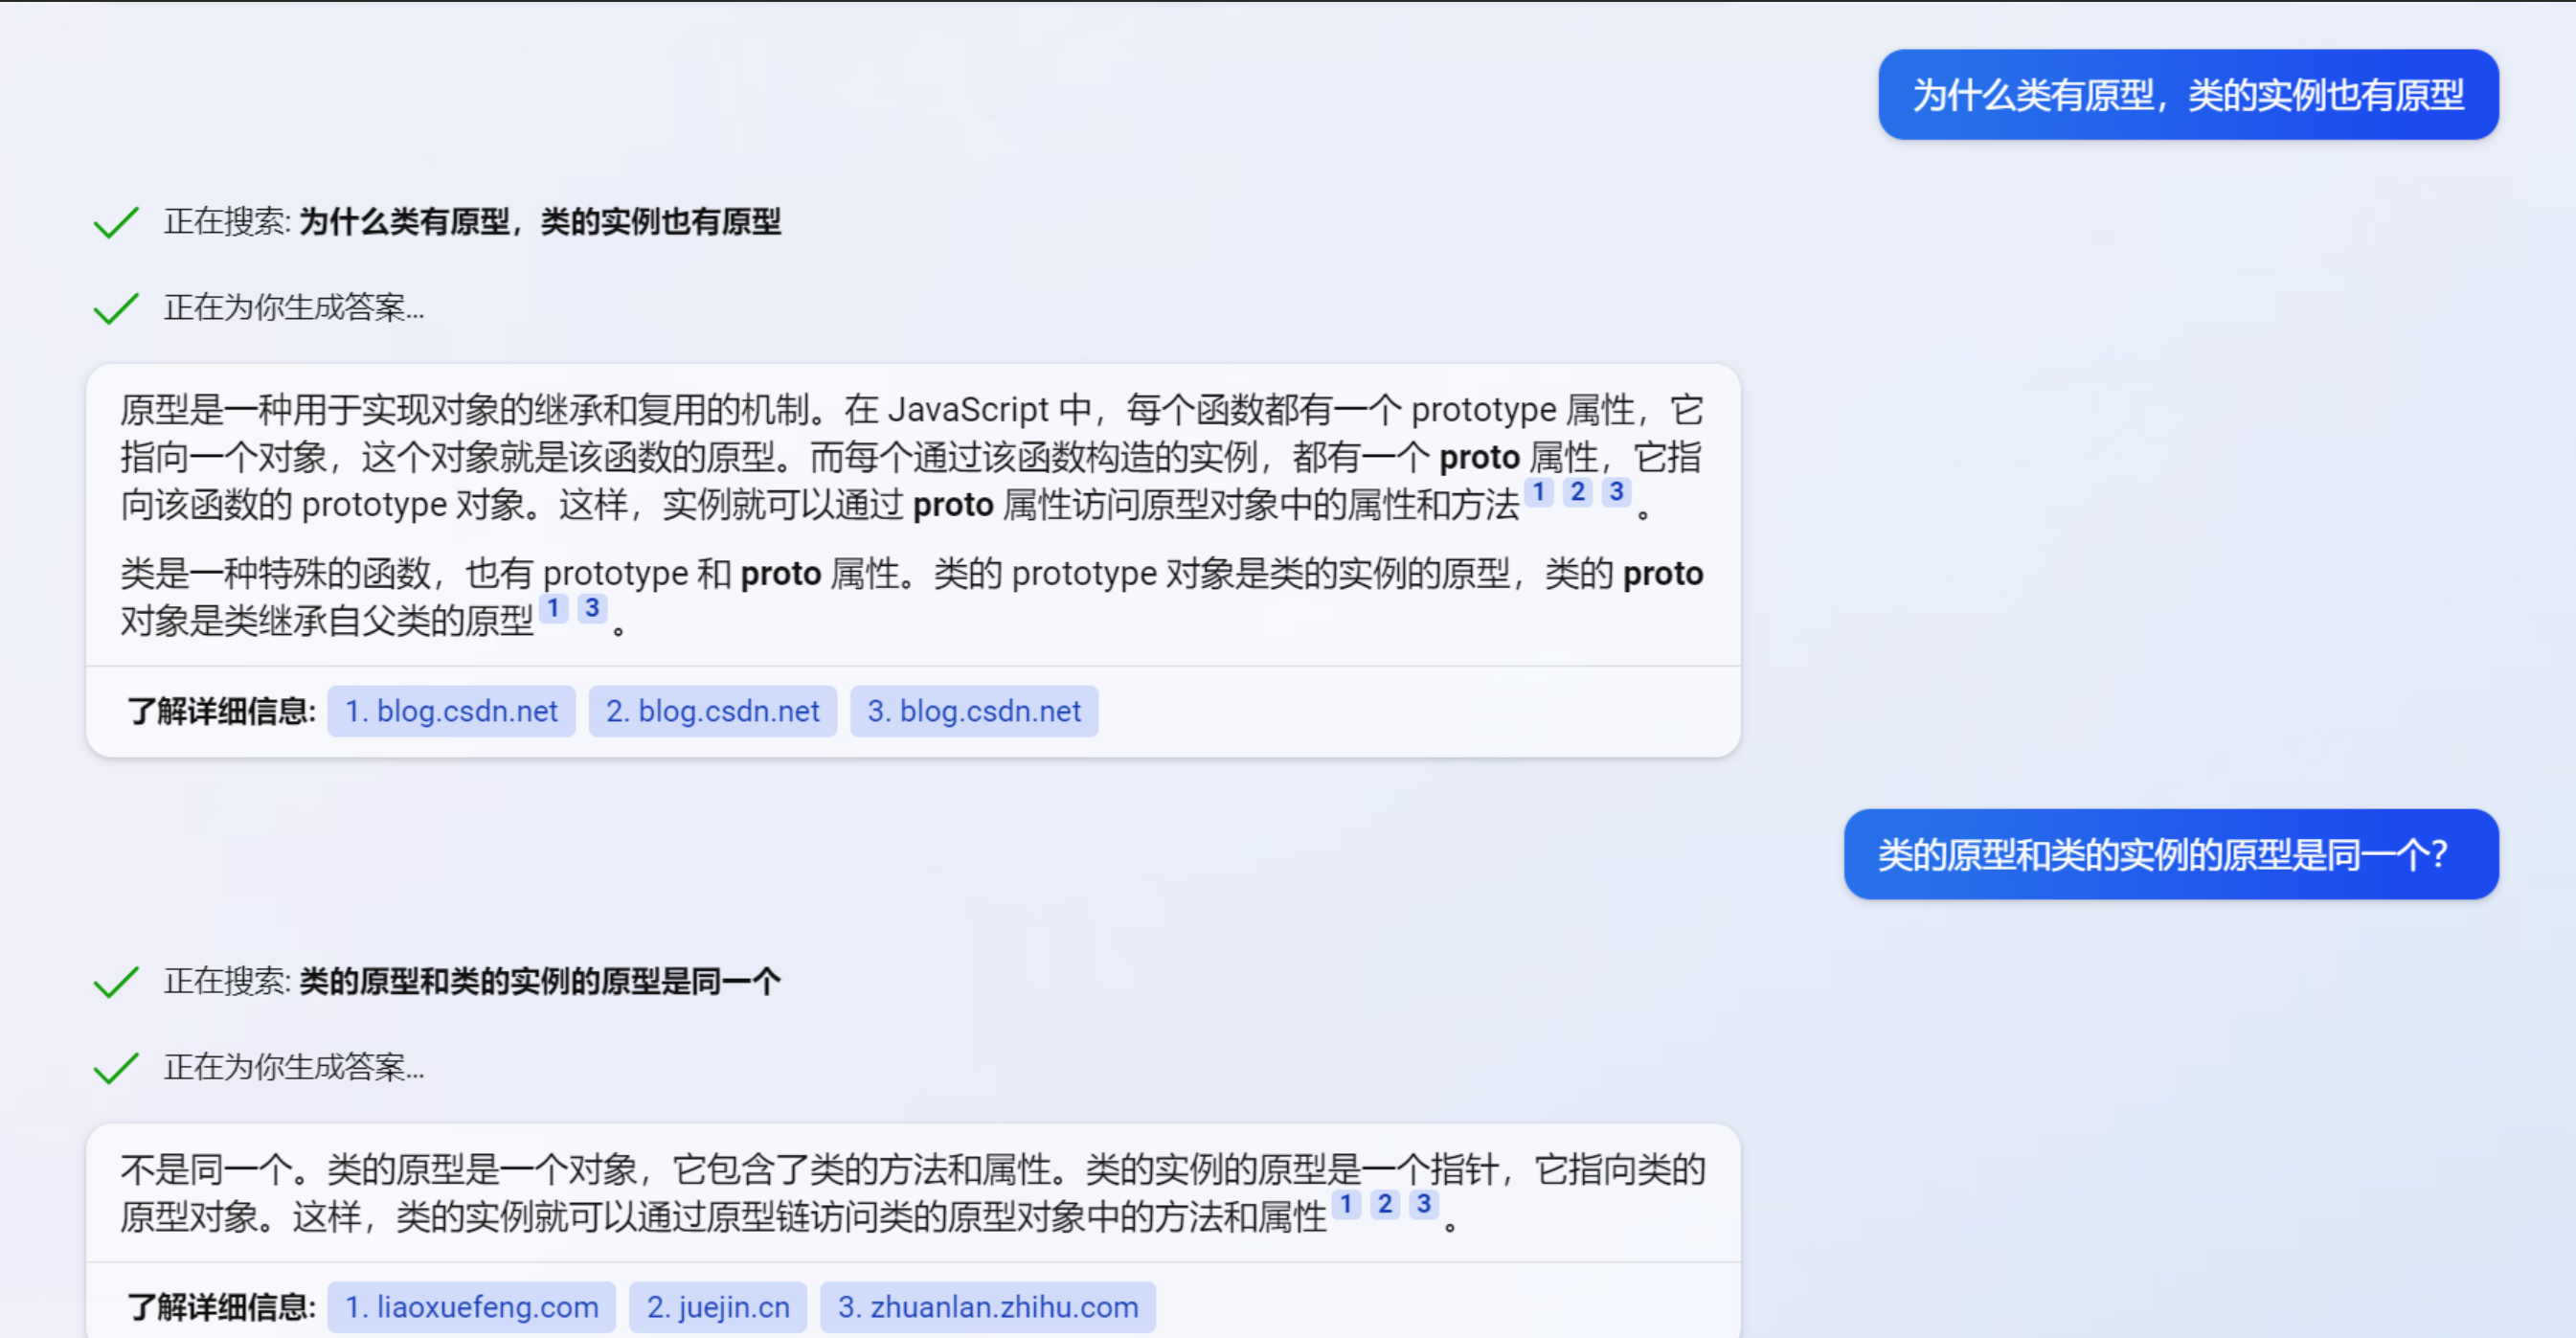 为什么类有原型，类的实例也有原型
正在搜索: 为什么类有原型，类的实例也有原型
正在为你生成答案...
原型是一种用于实现对象的继承和复用的机制。在 JavaScript 中，每个函数都有一个 prototype 属性，它
指向一个对象，这个对象就是该函数的原型。而每个通过该函数构造的实例，都有一个 proto 属性，它指
向该函数的 prototype 对象。这样，实例就可以通过 proto 属性访问原型对象中的属性和方法 1 2 3 。
类是一种特殊的函数，也有 prototype 和 proto 属性。类的 prototype 对象是类的实例的原型，类的 proto
对象是类继承自父类的原型 1 3 。
了解详细信息: 1. blog.csdn.net 2. blog.csdn.net 3. blog.csdn.net
类的原型和类的实例的原型是同一个？
正在搜索: 类的原型和类的实例的原型是同一个
正在为你生成答案...
不是同一个。类的原型是一个对象，它包含了类的方法和属性。类的实例的原型是一个指针，它指向类的
原型对象。这样，类的实例就可以通过原型链访问类的原型对象中的方法和属性 1 2 3 。
了解详细信息: 1. liaoxuefeng.com 2. juejin.cn 3. zhuanlan.zhihu.com